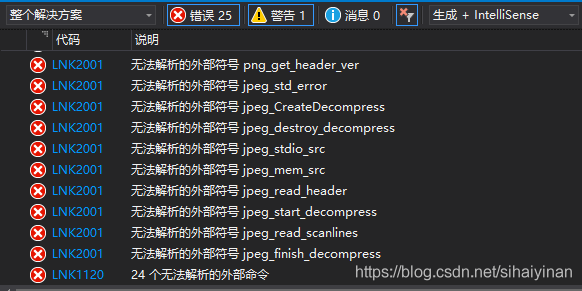 整个解决方案 错误 25 警告 1 消息 0 生成 + IntelliSense
代码 说明
LNK2001 无法解析的外部符号 png_get_header_ver
LNK2001 无法解析的外部符号 jpeg_std_error
LNK2001 无法解析的外部符号 jpeg_CreateDecompress
LNK2001 无法解析的外部符号 jpeg_destroy_decompress
LNK2001 无法解析的外部符号 jpeg_stdio_src
LNK2001 无法解析的外部符号 jpeg_mem_src
LNK2001 无法解析的外部符号 jpeg_read_header
LNK2001 无法解析的外部符号 jpeg_start_decompress
LNK2001 无法解析的外部符号 jpeg_read_scanlines
LNK2001 无法解析的外部符号 jpeg_finish_decompress
LNK1120 24 个无法解析的外部命令
https://blog.csdn.net/sihaiyinan